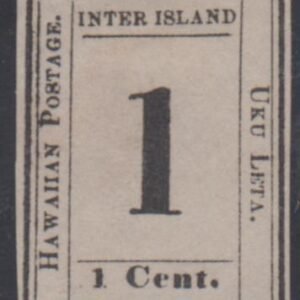 INTER ISLAND
HAWAIIAN POSTAGE.
1
UKU LETA.
1 Cent.